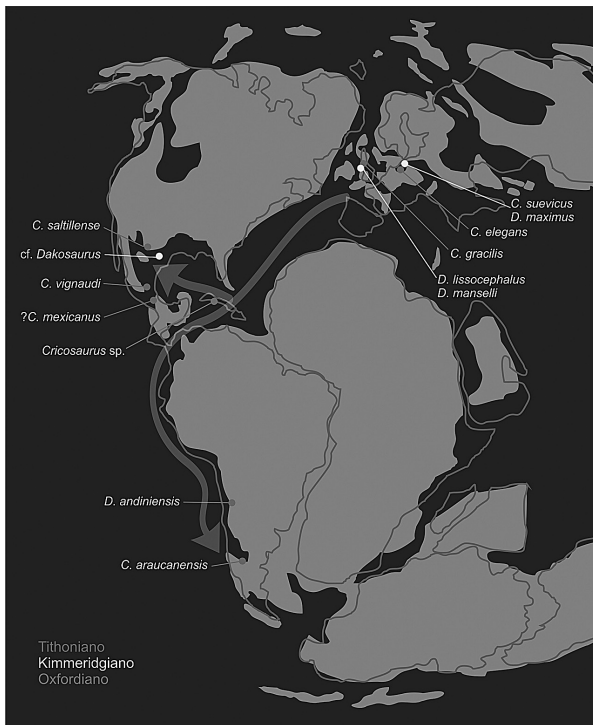 C. suevicus
D. maximus
C. elegans
C. gracilis
D. lissocephalus
D. manselli
C. saltillense
cf. Dakosaurus
C. vignaudi
?C. mexicanus
Cricosaurus sp.
D. andiniensis
C. araucanensis
Tithoniano
Kimmeridgiano
Oxfordiano